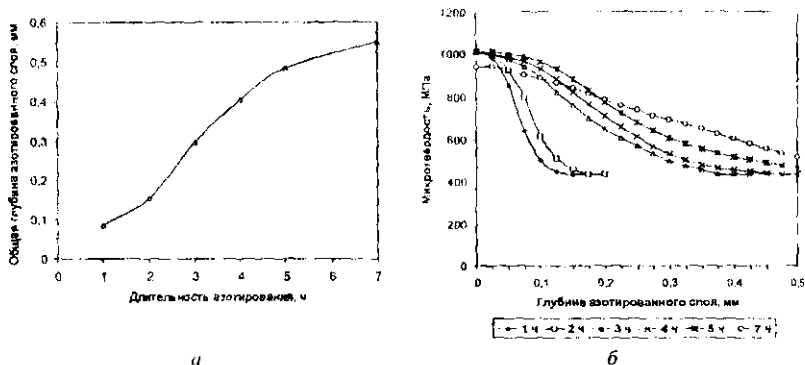 Общая глубина азотированного слоя, мм
0,6
0,5
0,4
0,3
0,2
0,1
0
0 1 2 3 4 5 6 7
Длительность азотирования, ч
а
Микротвердость, МПа
1200
1000
800
600
400
200
0
0 0,1 0,2 0,3 0,4 0,5
Глубина азотированного слоя, мм
1 ч 2 ч 3 ч 4 ч 5 ч 7 ч
б